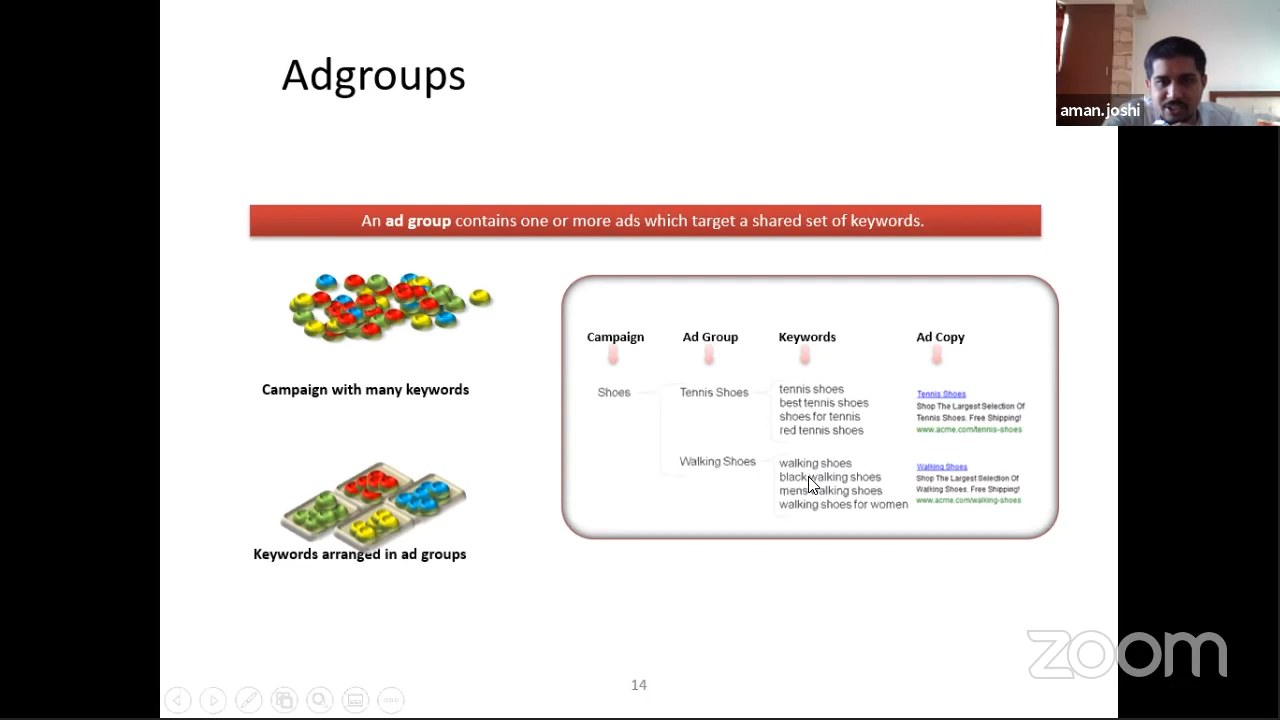 Adgroups
aman.joshi
An ad group contains one or more ads which target a shared set of keywords.
Campaign with many keywords
Keywords arranged in ad groups
Campaign Ad Group Keywords Ad Copy
Shoes
Tennis Shoes
tennis shoes
best tennis shoes
shoes for tennis
red tennis shoes
Tennis Shoes
Shop The Largest Selection Of
Tennis Shoes. Free Shipping!
www.acme.com/tennis-shoes
Walking Shoes
walking shoes
black walking shoes
mens walking shoes
walking shoes for women
Walking Shoes
Shop The Largest Selection Of
Walking Shoes. Free Shipping!
www.acme.com/walking-shoes
zoom
14